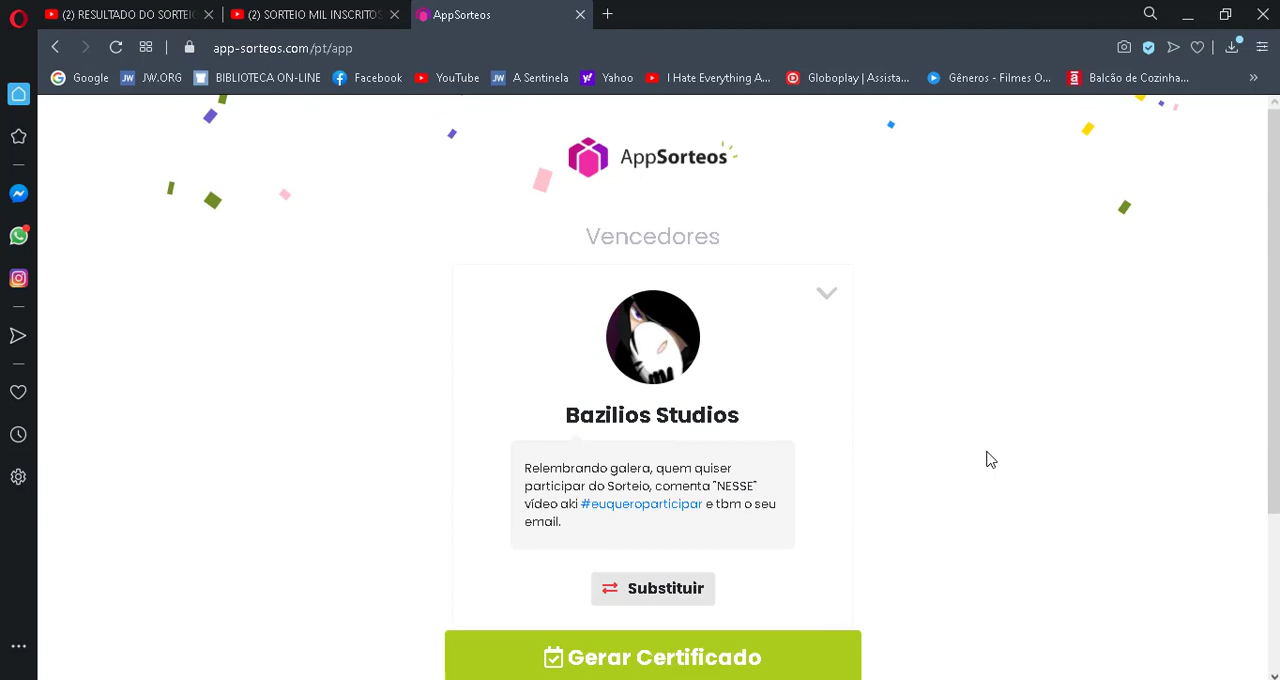 (2) RESULTADO DO SORTEIO
(2) SORTEIO MIL INSCRITOS
AppSorteos
app-sorteos.com/pt/app
Google
JW.ORG
BIBLIOTECA ON-LINE
Facebook
YouTube
A Sentinela
Yahoo
I Hate Everything A...
Globoplay | Assista...
Gêneros - Filmes O...
Balcão de Cozinha...
AppSorteos
Vencedores
Bazilios Studios
Relembrando galera, quem quiser
participar do Sorteio, comenta "NESSE"
vídeo aki #euqueroparticipar e tbm o seu
email.
Substituir
Gerar Certificado